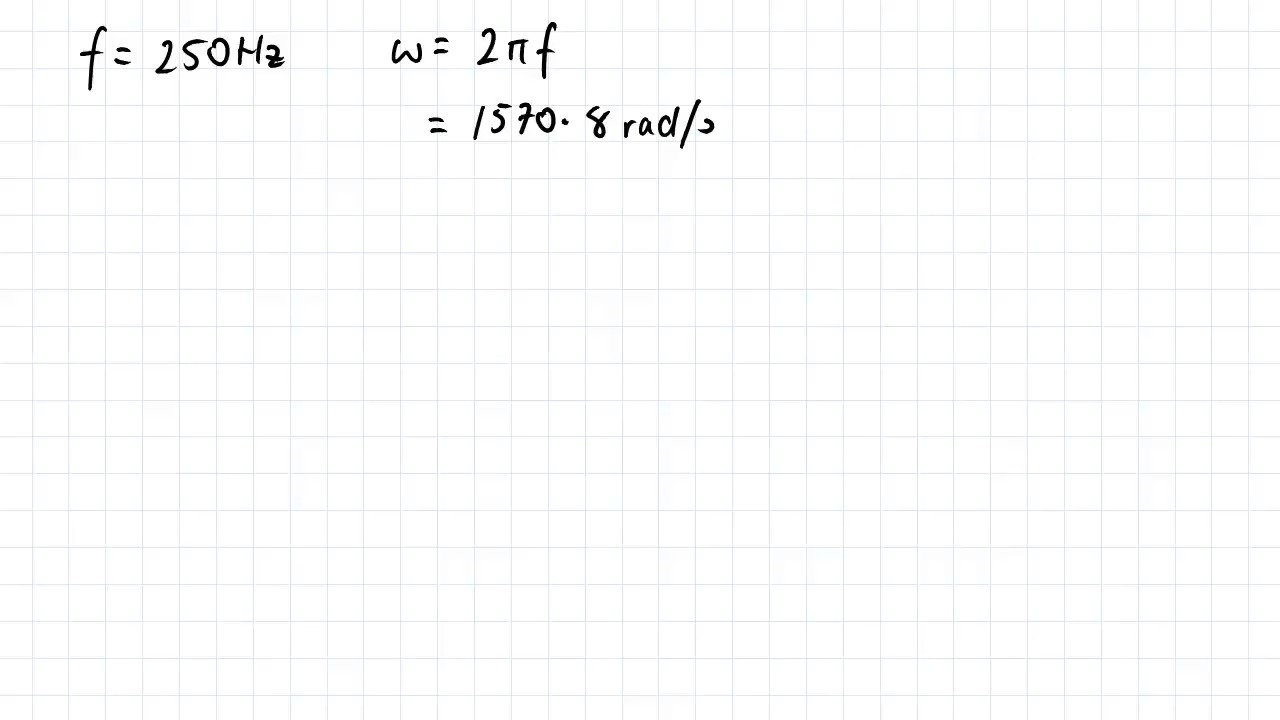 f = 250Hz
ω = 2πf
= 1570.8 rad/s